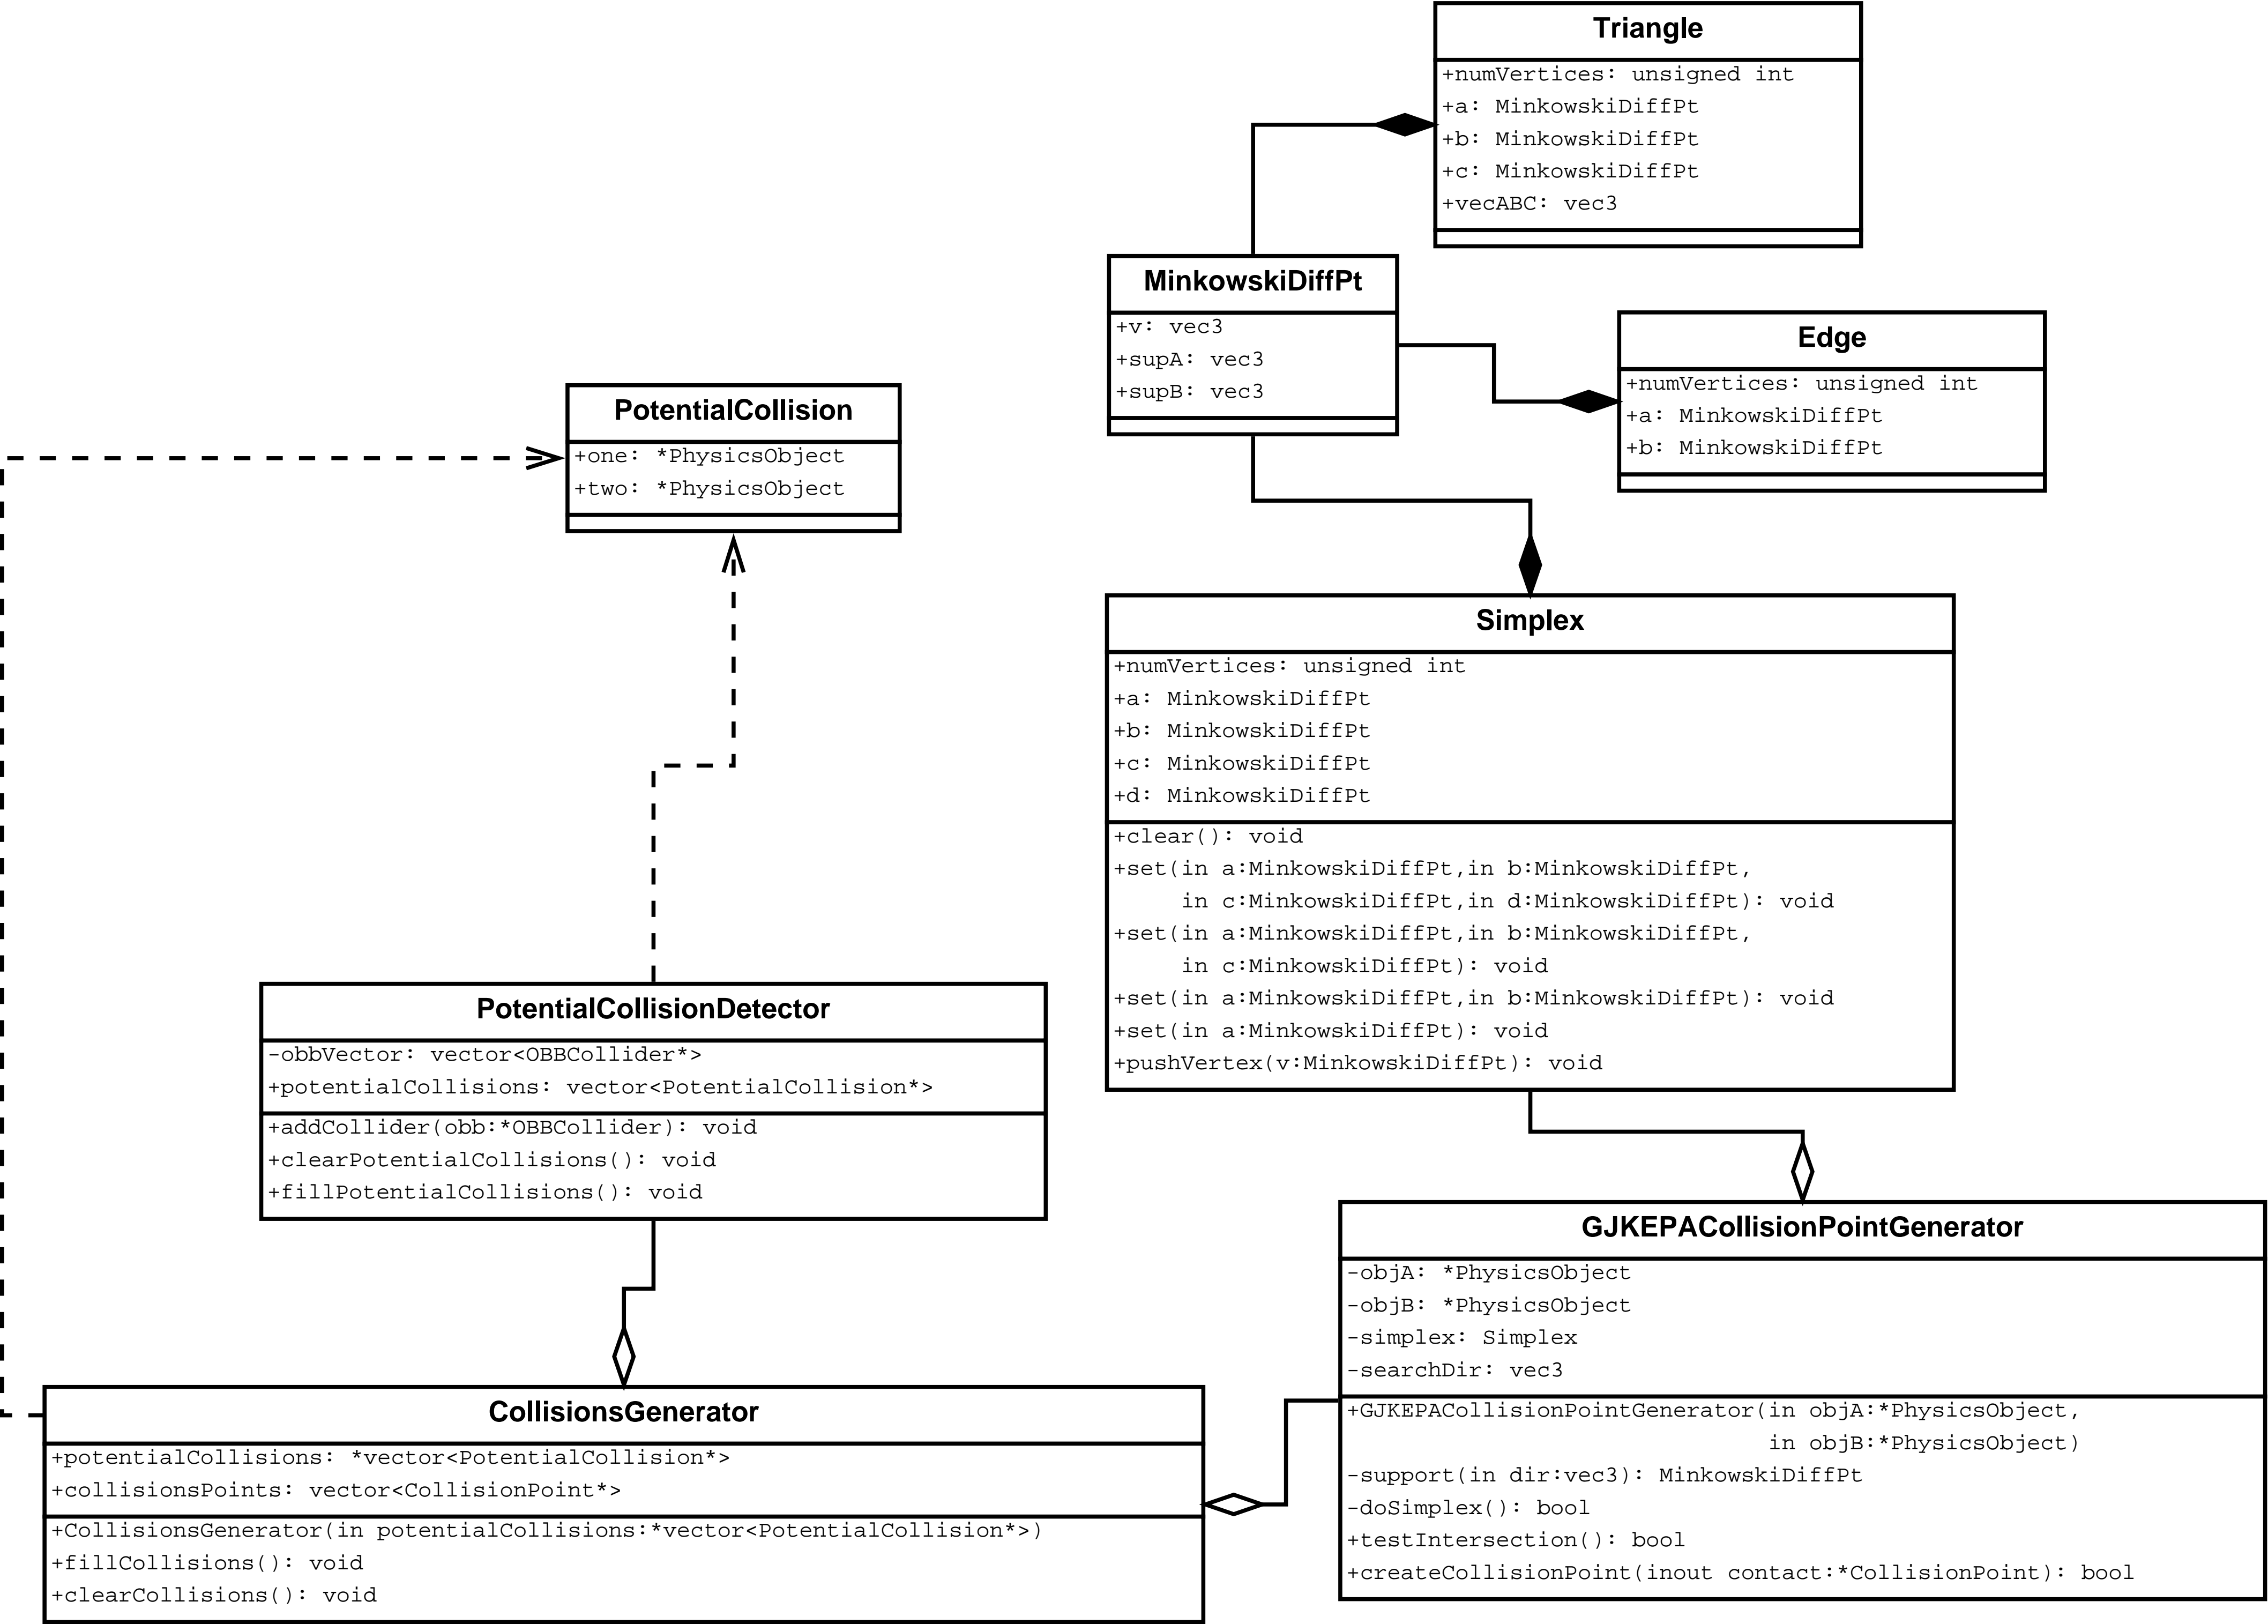 Triangle
+numVertices: unsigned int
+a: MinkowskiDiffPt
+b: MinkowskiDiffPt
+c: MinkowskiDiffPt
+vecABC: vec3
MinkowskiDiffPt
+v: vec3
+supA: vec3
+supB: vec3
Edge
+numVertices: unsigned int
+a: MinkowskiDiffPt
+b: MinkowskiDiffPt
PotentialCollision
+one: *PhysicsObject
+two: *PhysicsObject
Simplex
+numVertices: unsigned int
+a: MinkowskiDiffPt
+b: MinkowskiDiffPt
+c: MinkowskiDiffPt
+d: MinkowskiDiffPt
+clear(): void
+set(in a:MinkowskiDiffPt,in b:MinkowskiDiffPt,
in c:MinkowskiDiffPt,in d:MinkowskiDiffPt): void
+set(in a:MinkowskiDiffPt,in b:MinkowskiDiffPt,
in c:MinkowskiDiffPt): void
+set(in a:MinkowskiDiffPt,in b:MinkowskiDiffPt): void
+set(in a:MinkowskiDiffPt): void
+pushVertex(v:MinkowskiDiffPt): void
PotentialCollisionDetector
-obbVector: vector<OBBCollider*>
+potentialCollisions: vector<PotentialCollision*>
+addCollider(obb:*OBBCollider): void
+clearPotentialCollisions(): void
+fillPotentialCollisions(): void
GJKEPACollisionPointGenerator
-objA: *PhysicsObject
-objB: *PhysicsObject
-simplex: Simplex
-searchDir: vec3
+GJKEPACollisionPointGenerator(in objA:*PhysicsObject,
in objB:*PhysicsObject)
-support(in dir:vec3): MinkowskiDiffPt
-doSimplex(): bool
+testIntersection(): bool
+createCollisionPoint(inout contact:*CollisionPoint): bool
CollisionsGenerator
+potentialCollisions: *vector<PotentialCollision*>
+collisionsPoints: vector<CollisionPoint*>
+CollisionsGenerator(in potentialCollisions:*vector<PotentialCollision*>)
+fillCollisions(): void
+clearCollisions(): void